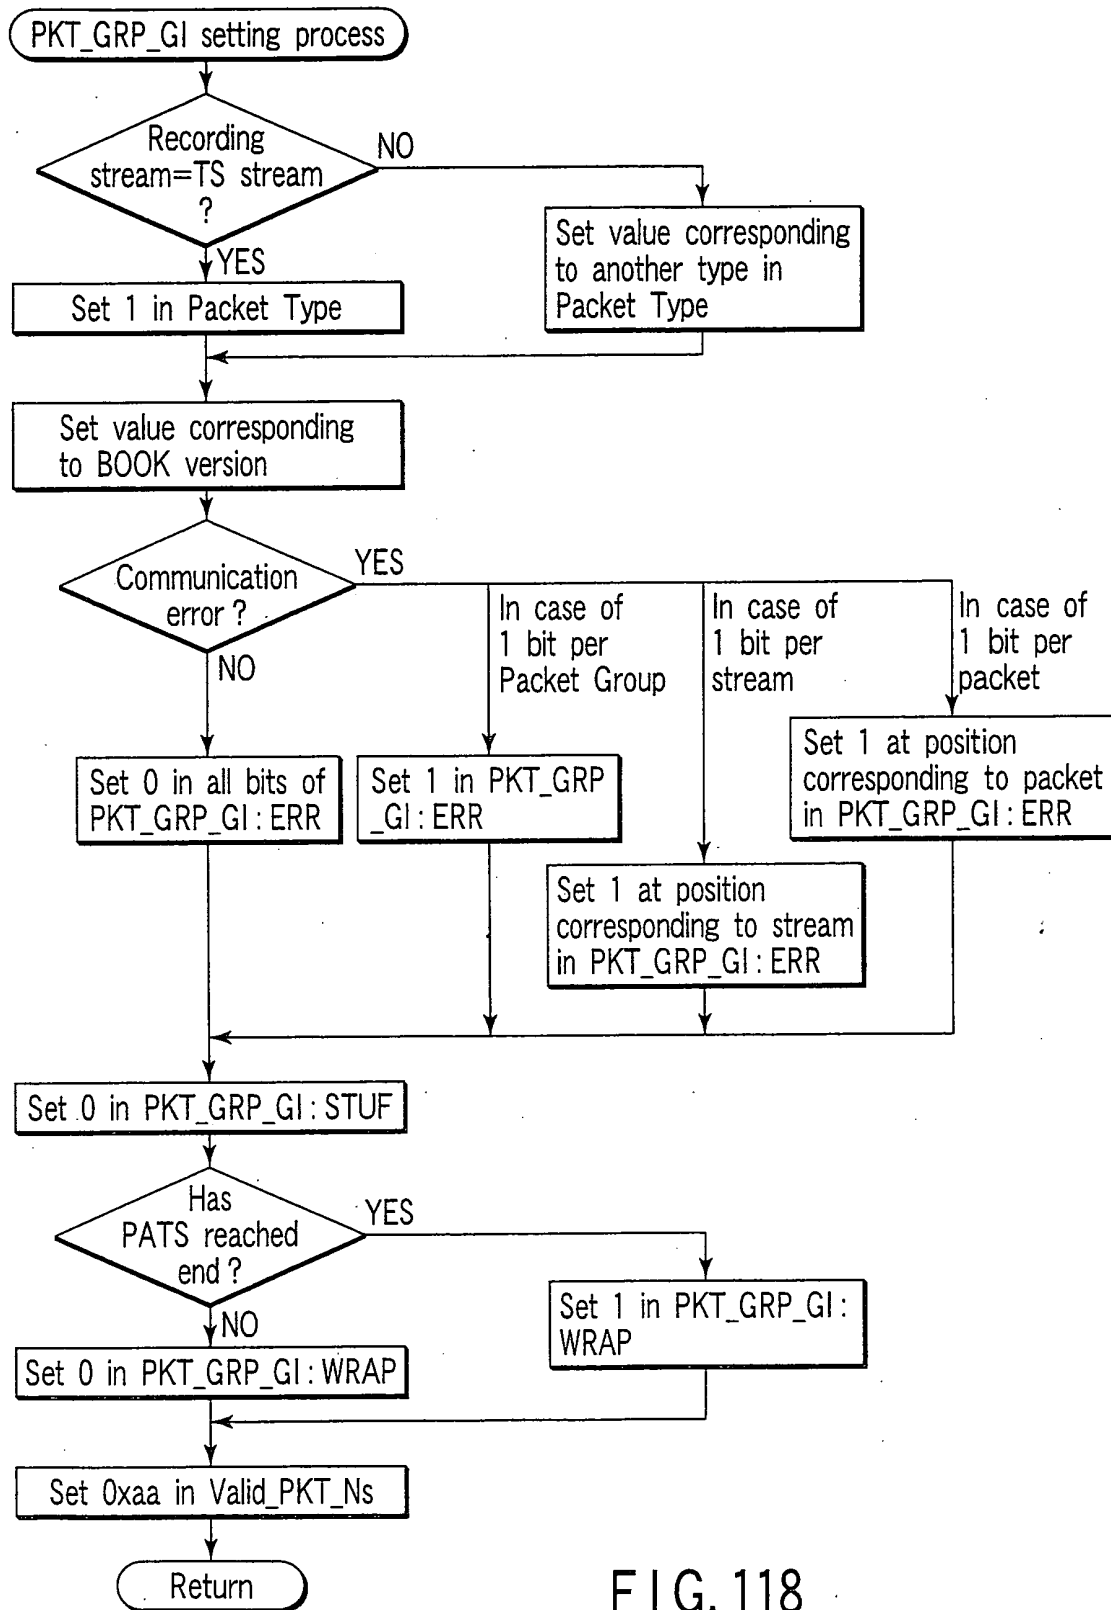 PKT_GRP_GI setting process
Recording
stream=TS stream
?
NO
YES
Set value corresponding
to another type in
Packet Type
Set 1 in Packet Type
Set value corresponding
to BOOK version
Communication
error ?
YES
NO
In case of
1 bit per
Packet Group
In case of
1 bit per
stream
In case of
1 bit per
packet
Set 0 in all bits of
PKT_GRP_GI : ERR
Set 1 in PKT_GRP
_GI : ERR
Set 1 at position
corresponding to packet
in PKT_GRP_GI : ERR
Set 1 at position
corresponding to stream
in PKT_GRP_GI : ERR
Set 0 in PKT_GRP_GI : STUF
Has
PATS reached
end ?
YES
NO
Set 1 in PKT_GRP_GI :
WRAP
Set 0 in PKT_GRP_GI : WRAP
Set 0xaa in Valid_PKT_Ns
Return
FIG. 118